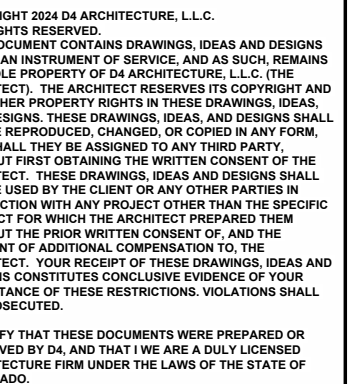 IGHT 2024 D4 ARCHITECTURE, L.L.C.
GHTS RESERVED.
OCUMENT CONTAINS DRAWINGS, IDEAS AND DESIGNS
AN INSTRUMENT OF SERVICE, AND AS SUCH, REMAINS
OLE PROPERTY OF D4 ARCHITECTURE, L.L.C. (THE
TECT). THE ARCHITECT RESERVES ITS COPYRIGHT AND
HER PROPERTY RIGHTS IN THESE DRAWINGS, IDEAS,
ESIGNS. THESE DRAWINGS, IDEAS, AND DESIGNS SHALL
E REPRODUCED, CHANGED, OR COPIED IN ANY FORM,
HALL THEY BE ASSIGNED TO ANY THIRD PARTY,
UT FIRST OBTAINING THE WRITTEN CONSENT OF THE
TECT. THESE DRAWINGS, IDEAS AND DESIGNS SHALL
E USED BY THE CLIENT OR ANY OTHER PARTIES IN
CTION WITH ANY PROJECT OTHER THAN THE SPECIFIC
CT FOR WHICH THE ARCHITECT PREPARED THEM
UT THE PRIOR WRITTEN CONSENT OF, AND THE
NT OF ADDITIONAL COMPENSATION TO, THE
TECT. YOUR RECEIPT OF THESE DRAWINGS, IDEAS AND
NS CONSTITUTES CONCLUSIVE EVIDENCE OF YOUR
TANCE OF THESE RESTRICTIONS. VIOLATIONS SHALL
OSECUTED.
FY THAT THESE DOCUMENTS WERE PREPARED OR
VED BY D4, AND THAT I WE ARE A DULY LICENSED
TECTURE FIRM UNDER THE LAWS OF THE STATE OF
ADO.